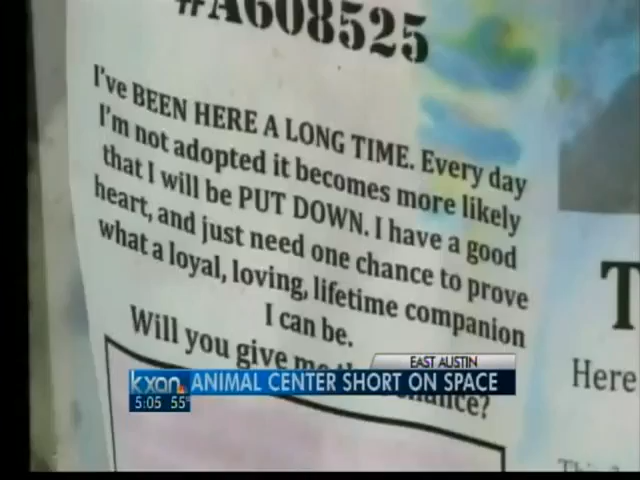 #A608525
I've BEEN HERE A LONG TIME. Every day
I'm not adopted it becomes more likely
that I will be PUT DOWN. I have a good
heart, and just need one chance to prove
what a loyal, loving, lifetime companion
I can be.
Will you give me chance?
T
Here
EAST AUSTIN
kxan ANIMAL CENTER SHORT ON SPACE
5:05 55°